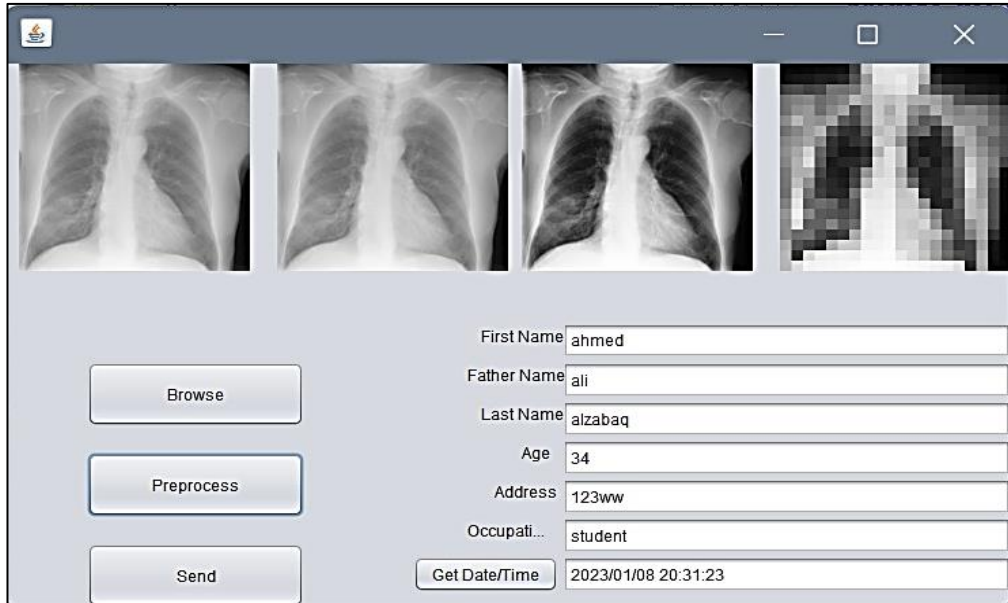 First Name ahmed
Father Name ali
Last Name alzabaq
Age 34
Address 123ww
Occupati... student
Get Date/Time 2023/01/08 20:31:23
Browse
Preprocess
Send